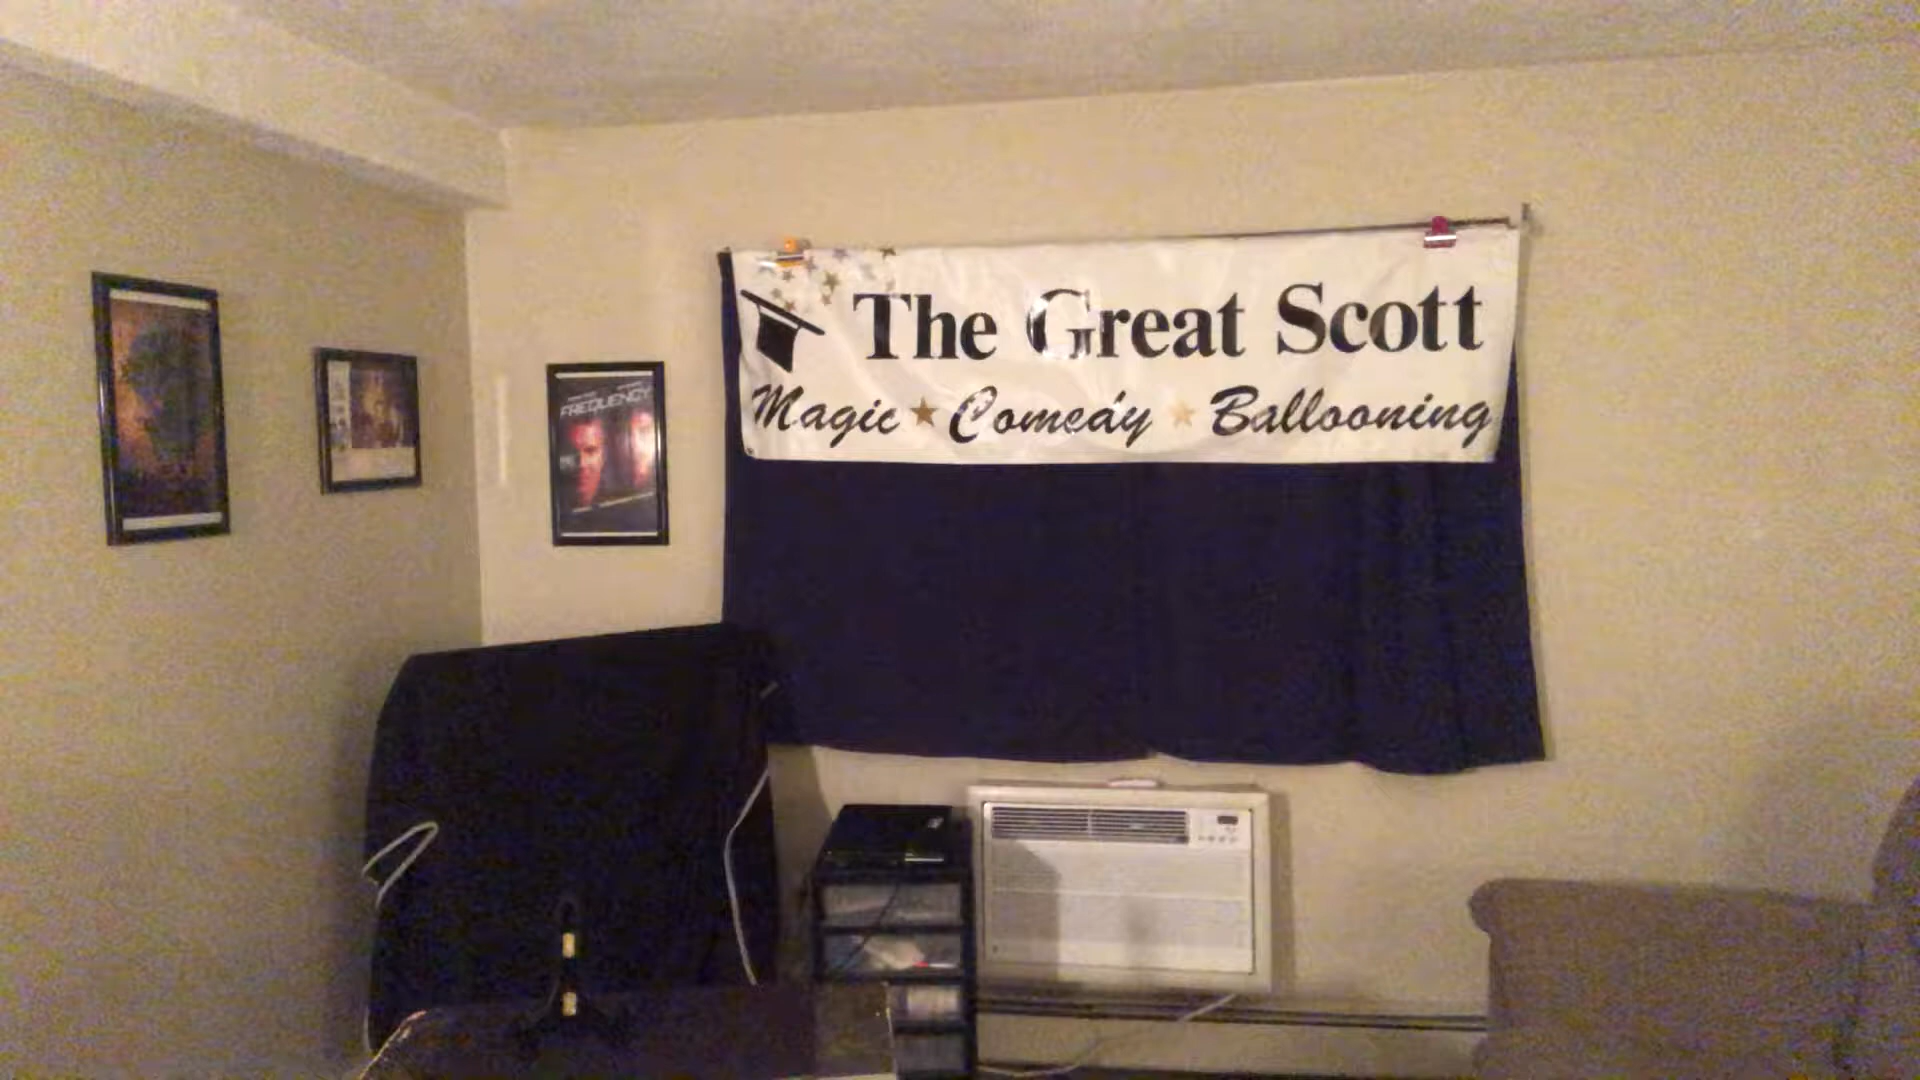 The Great Scott
Magic ★ Comedy ★ Ballooning
FREQUENCY